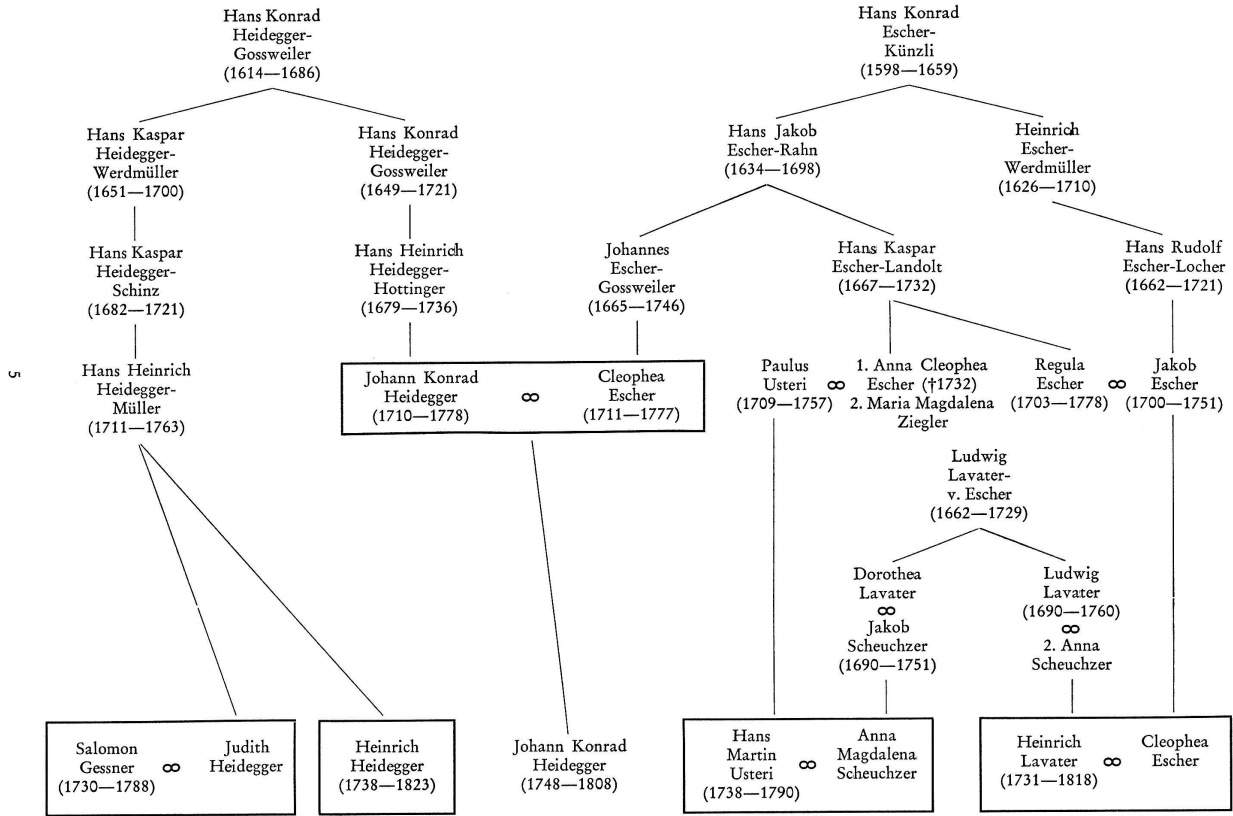 Hans Konrad
Heidegger-
Gossweiler
(1614—1686)
Hans Konrad
Escher-
Künzli
(1598—1659)
Hans Kaspar
Heidegger-
Werdmüller
(1651—1700)
Hans Konrad
Heidegger-
Gossweiler
(1649—1721)
Hans Jakob
Escher-Rahn
(1634—1698)
Heinrich
Escher-
Werdmüller
(1626—1710)
Hans Kaspar
Heidegger-
Schinz
(1682—1721)
Hans Heinrich
Heidegger-
Hottinger
(1679—1736)
Johannes
Escher-
Gossweiler
(1665—1746)
Hans Kaspar
Escher-Landolt
(1667—1732)
Hans Rudolf
Escher-Locher
(1662—1721)
5
Hans Heinrich
Heidegger-
Müller
(1711—1763)
Johann Konrad
Heidegger
(1710—1778)
∞
Cleophea
Escher
(1711—1777)
Paulus
Usteri
(1709—1757)
∞
1. Anna Cleophea
Escher (†1732)
2. Maria Magdalena
Ziegler
Regula
Escher
(1703—1778)
∞
Jakob
Escher
(1700—1751)
Ludwig
Lavater-
v. Escher
(1662—1729)
Dorothea
Lavater
∞
Jakob
Scheuchzer
(1690—1751)
Ludwig
Lavater
(1690—1760)
∞
2. Anna
Scheuchzer
Salomon
Gessner
(1730—1788)
∞
Judith
Heidegger
Heinrich
Heidegger
(1738—1823)
Johann Konrad
Heidegger
(1748—1808)
Hans
Martin
Usteri
(1738—1790)
∞
Anna
Magdalena
Scheuchzer
Heinrich
Lavater
(1731—1818)
∞
Cleophea
Escher